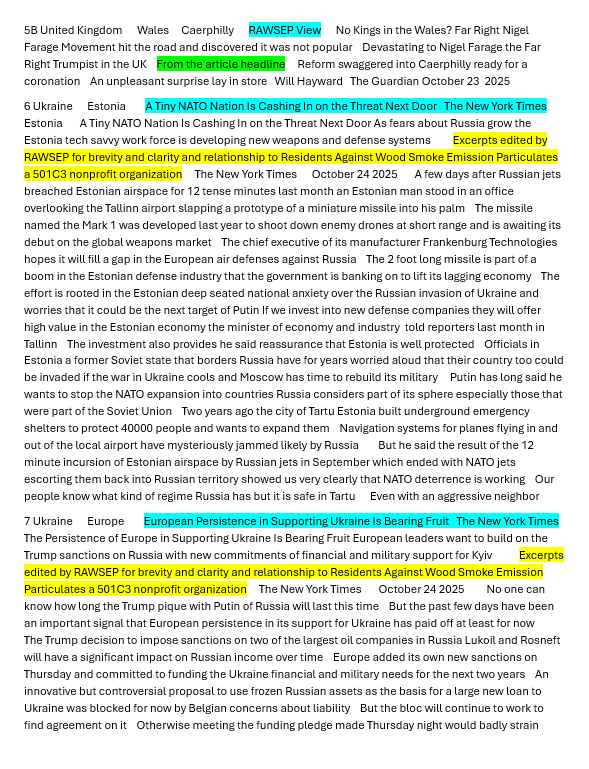 5B United Kingdom Wales Caerphilly RAWSEP View No Kings in the Wales? Far Right Nigel
Farage Movement hit the road and discovered it was not popular Devastating to Nigel Farage the Far
Right Trumpist in the UK From the article headline Reform swaggered into Caerphilly ready for a
coronation An unpleasant surprise lay in store Will Hayward The Guardian October 23 2025
6 Ukraine Estonia A Tiny NATO Nation Is Cashing In on the Threat Next Door The New York Times
Estonia A Tiny NATO Nation Is Cashing In on the Threat Next Door As fears about Russia grow the
Estonia tech savvy work force is developing new weapons and defense systems Excerpts edited by
RAWSEP for brevity and clarity and relationship to Residents Against Wood Smoke Emission Particulates
a 501C3 nonprofit organization The New York Times October 24 2025 A few days after Russian jets
breached Estonian airspace for 12 tense minutes last month an Estonian man stood in an office
overlooking the Tallinn airport slapping a prototype of a miniature missile into his palm The missile
named the Mark 1 was developed last year to shoot down enemy drones at short range and is awaiting its
debut on the global weapons market The chief executive of its manufacturer Frankenburg Technologies
hopes it will fill a gap in the European air defenses against Russia The 2 foot long missile is part of a
boom in the Estonian defense industry that the government is banking on to lift its lagging economy The
effort is rooted in the Estonian deep seated national anxiety over the Russian invasion of Ukraine and
worries that it could be the next target of Putin If we invest into new defense companies they will offer
high value in the Estonian economy the minister of economy and industry told reporters last month in
Tallinn The investment also provides he said reassurance that Estonia is well protected Officials in
Estonia a former Soviet state that borders Russia have for years worried aloud that their country too could
be invaded if the war in Ukraine cools and Moscow has time to rebuild its military Putin has long said he
wants to stop the NATO expansion into countries Russia considers part of its sphere especially those that
were part of the Soviet Union Two years ago the city of Tartu Estonia built underground emergency
shelters to protect 40000 people and wants to expand them Navigation systems for planes flying in and
out of the local airport have mysteriously jammed likely by Russia But he said the result of the 12
minute incursion of Estonian airspace by Russian jets in September which ended with NATO jets
escorting them back into Russian territory showed us very clearly that NATO deterrence is working Our
people know what kind of regime Russia has but it is safe in Tartu Even with an aggressive neighbor
7 Ukraine Europe European Persistence in Supporting Ukraine Is Bearing Fruit The New York Times
The Persistence of Europe in Supporting Ukraine Is Bearing Fruit European leaders want to build on the
Trump sanctions on Russia with new commitments of financial and military support for Kyiv Excerpts
edited by RAWSEP for brevity and clarity and relationship to Residents Against Wood Smoke Emission
Particulates a 501C3 nonprofit organization The New York Times October 24 2025 No one can
know how long the Trump pique with Putin of Russia will last this time But the past few days have been
an important signal that European persistence in its support for Ukraine has paid off at least for now
The Trump decision to impose sanctions on two of the largest oil companies in Russia Lukoil and Rosneft
will have a significant impact on Russian income over time Europe added its own new sanctions on
Thursday and committed to funding the Ukraine financial and military needs for the next two years An
innovative but controversial proposal to use frozen Russian assets as the basis for a large new loan to
Ukraine was blocked for now by Belgian concerns about liability But the bloc will continue to work to
find agreement on it Otherwise meeting the funding pledge made Thursday night would badly strain